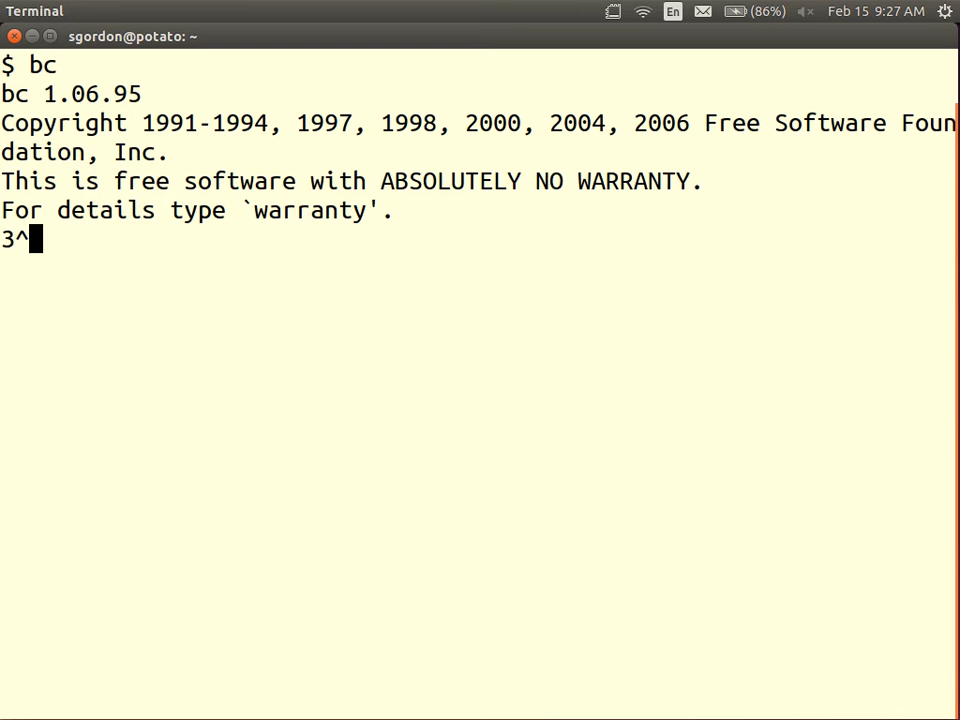 Terminal
En
(86%)
Feb 15 9:27 AM
sgordon@potato: ~
$ bc
bc 1.06.95
Copyright 1991-1994, 1997, 1998, 2000, 2004, 2006 Free Software Foun
dation, Inc.
This is free software with ABSOLUTELY NO WARRANTY.
For details type `warranty'.
3^